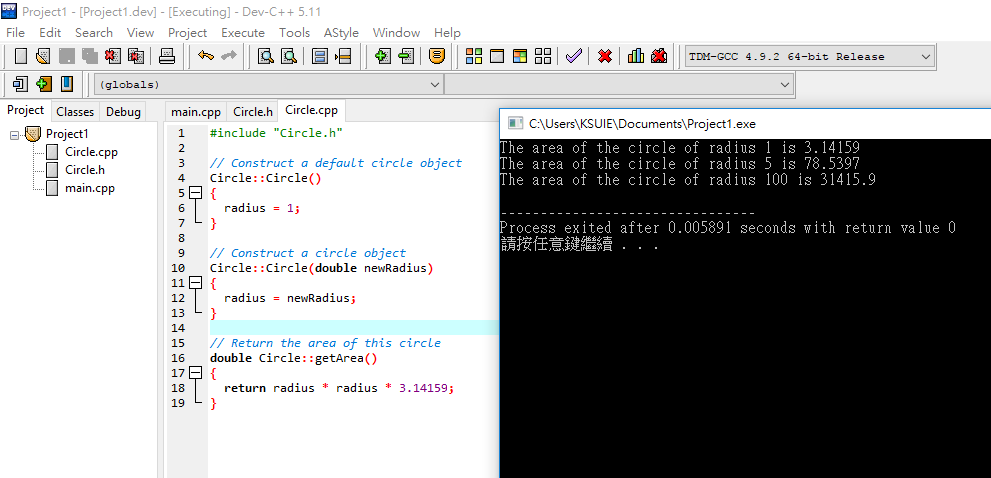 Project1 - [Project1.dev] - [Executing] - Dev-C++ 5.11
File Edit Search View Project Execute Tools AStyle Window Help
TDM-GCC 4.9.2 64-bit Release
(globals)
Project Classes Debug
main.cpp Circle.h Circle.cpp
Project1
Circle.cpp
Circle.h
main.cpp
1 #include "Circle.h"
2
3 // Construct a default circle object
4 Circle::Circle()
5 {
6 radius = 1;
7 }
8
9 // Construct a circle object
10 Circle::Circle(double newRadius)
11 {
12 radius = newRadius;
13 }
14
15 // Return the area of this circle
16 double Circle::getArea()
17 {
18 return radius * radius * 3.14159;
19 }
C:\Users\KSUIE\Documents\Project1.exe
The area of the circle of radius 1 is 3.14159
The area of the circle of radius 5 is 78.5397
The area of the circle of radius 100 is 31415.9
--------------------------------
Process exited after 0.005891 seconds with return value 0
請按任意鍵繼續 . . .